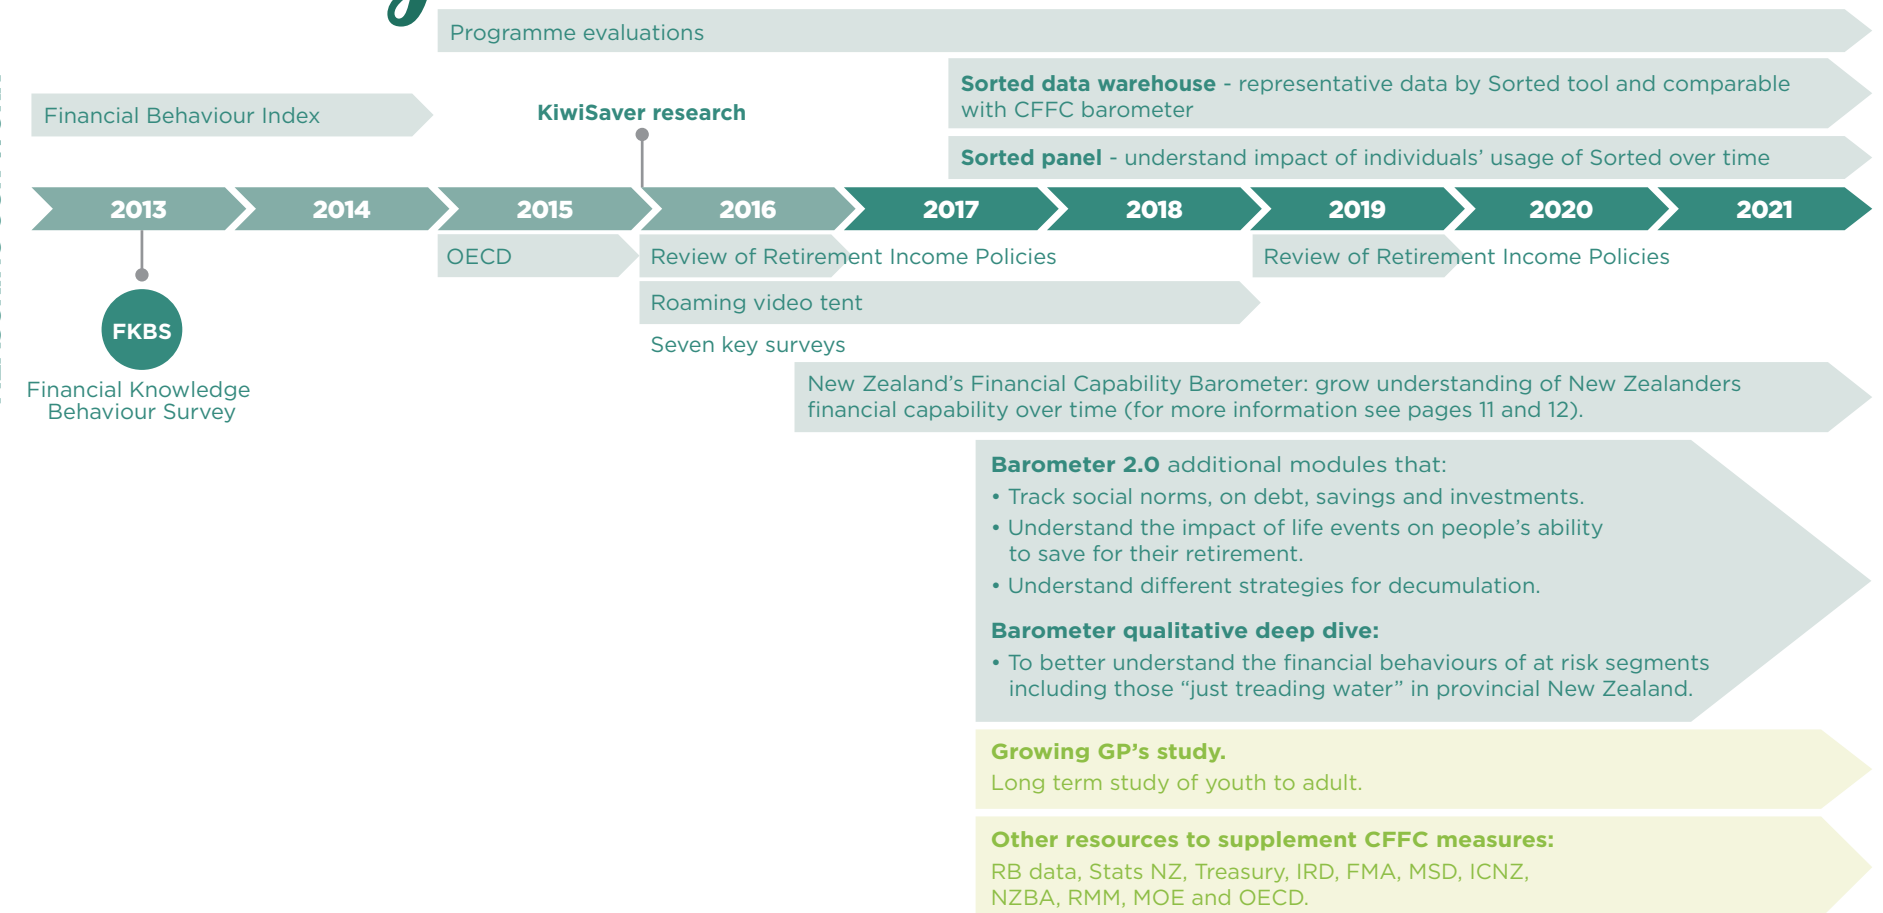 Programme evaluations
Sorted data warehouse - representative data by Sorted tool and comparable
with CFFC barometer
Financial Behaviour Index
KiwiSaver research
Sorted panel - understand impact of individuals’ usage of Sorted over time
2013
2014
2015
2016
2017
2018
2019
2020
2021
OECD
Review of Retirement Income Policies
Review of Retirement Income Policies
Roaming video tent
FKBS
Seven key surveys
Financial Knowledge
Behaviour Survey
New Zealand’s Financial Capability Barometer: grow understanding of New Zealanders
financial capability over time (for more information see pages 11 and 12).
Barometer 2.0 additional modules that:
• Track social norms, on debt, savings and investments.
• Understand the impact of life events on people’s ability
to save for their retirement.
• Understand different strategies for decumulation.
Barometer qualitative deep dive:
• To better understand the financial behaviours of at risk segments
including those “just treading water” in provincial New Zealand.
Growing GP’s study.
Long term study of youth to adult.
Other resources to supplement CFFC measures:
RB data, Stats NZ, Treasury, IRD, FMA, MSD, ICNZ,
NZBA, RMM, MOE and OECD.